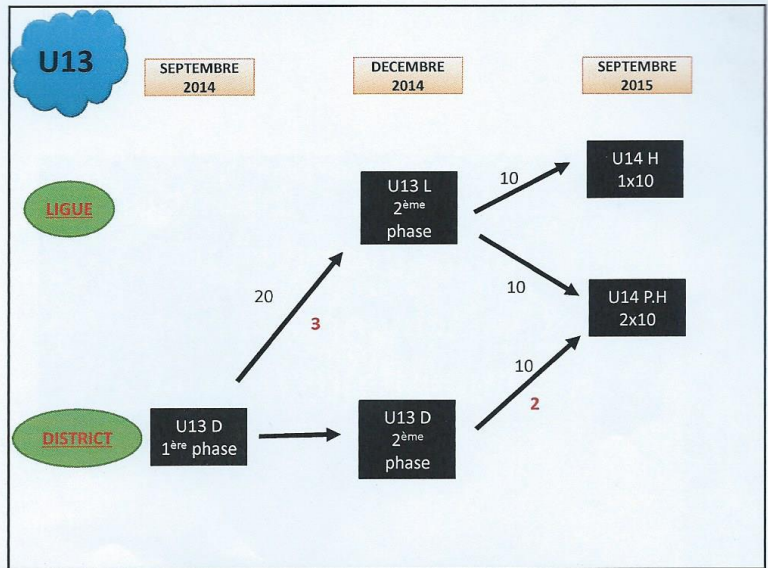 U13
SEPTEMBRE
2014
DECEMBRE
2014
SEPTEMBRE
2015
LIGUE
U13 L
2ème
phase
10
U14 H
1x10
20
3
10
U14 P.H
2x10
DISTRICT
U13 D
1ère phase
U13 D
2ème
phase
10
2